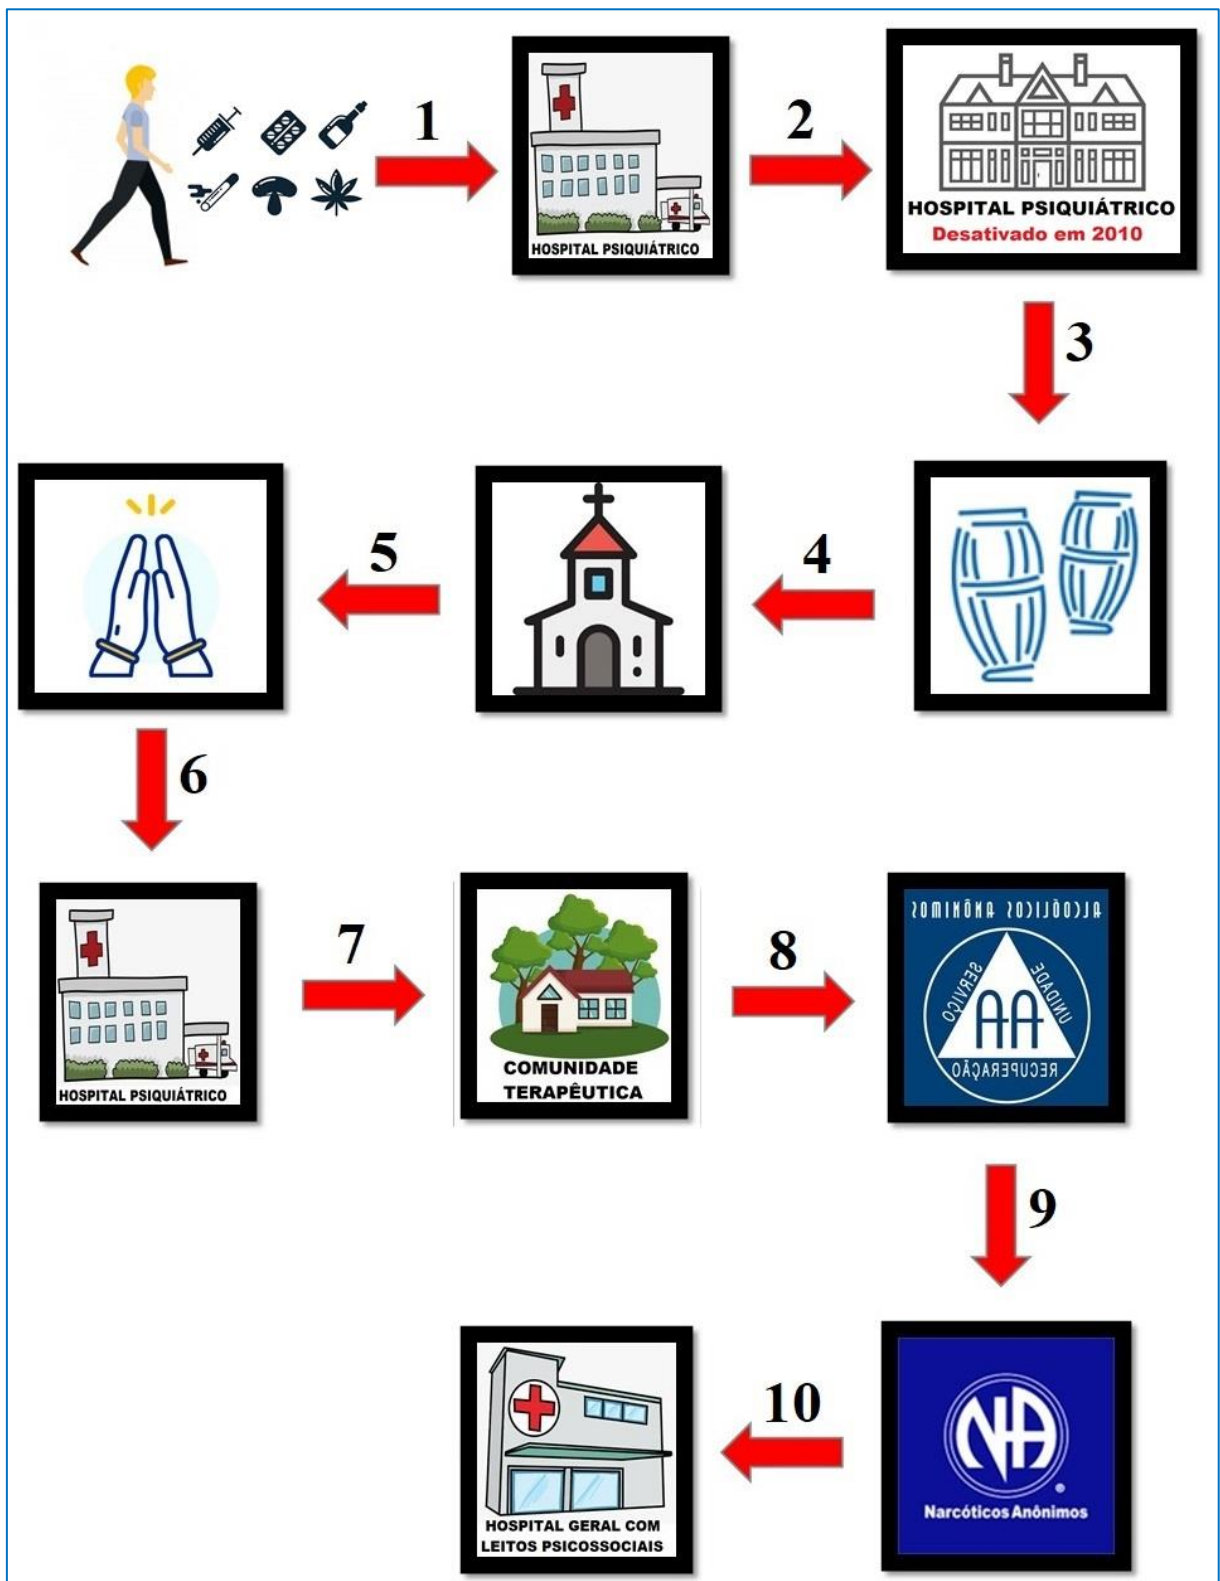 1
HOSPITAL PSIQUIÁTRICO
2
HOSPITAL PSIQUIÁTRICO
Desativado em 2010
3
4
5
6
HOSPITAL PSIQUIÁTRICO
7
COMUNIDADE
TERAPÊUTICA
8
ALCOÓLICOS ANÔNIMOS
SERVIÇO
UNIDADE
AA
RECUPERAÇÃO
9
NA
®
Narcóticos Anônimos
10
HOSPITAL GERAL COM
LEITOS PSICOSSOCIAIS